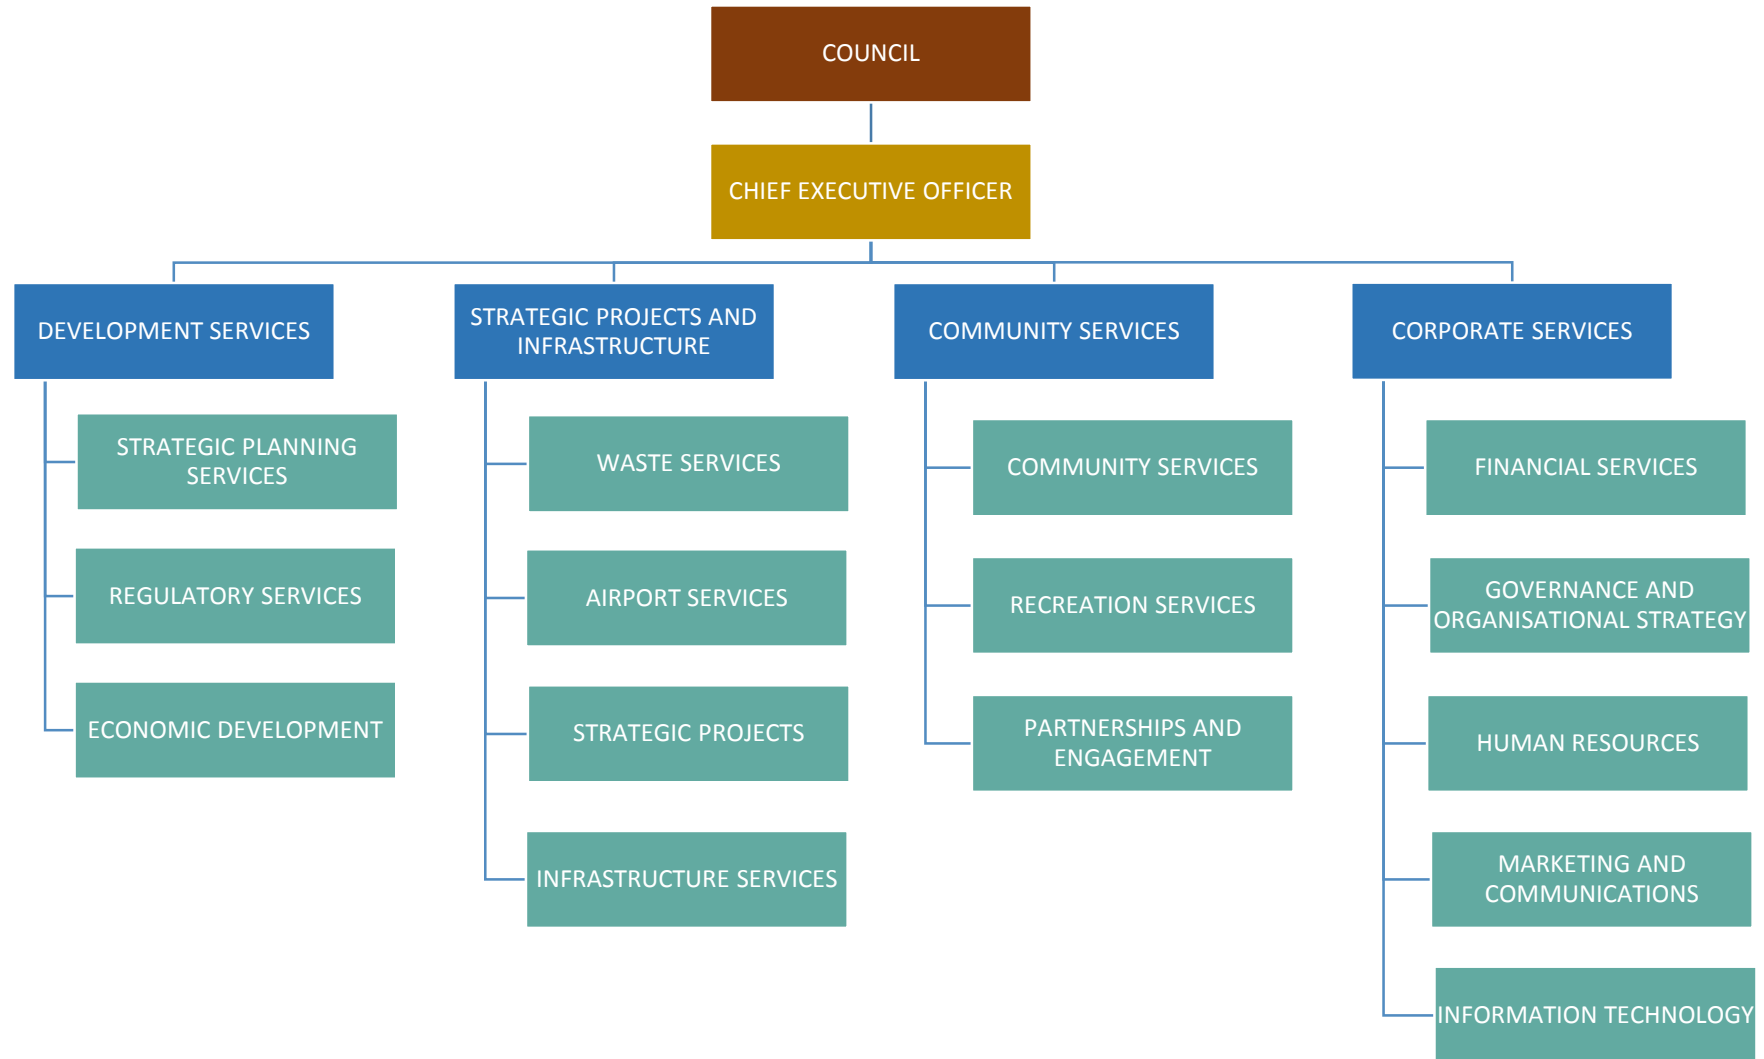 COUNCIL
CHIEF EXECUTIVE OFFICER
DEVELOPMENT SERVICES
STRATEGIC PLANNING
SERVICES
REGULATORY SERVICES
ECONOMIC DEVELOPMENT
STRATEGIC PROJECTS AND
INFRASTRUCTURE
WASTE SERVICES
AIRPORT SERVICES
STRATEGIC PROJECTS
INFRASTRUCTURE SERVICES
COMMUNITY SERVICES
COMMUNITY SERVICES
RECREATION SERVICES
PARTNERSHIPS AND
ENGAGEMENT
CORPORATE SERVICES
FINANCIAL SERVICES
GOVERNANCE AND
ORGANISATIONAL STRATEGY
HUMAN RESOURCES
MARKETING AND
COMMUNICATIONS
INFORMATION TECHNOLOGY